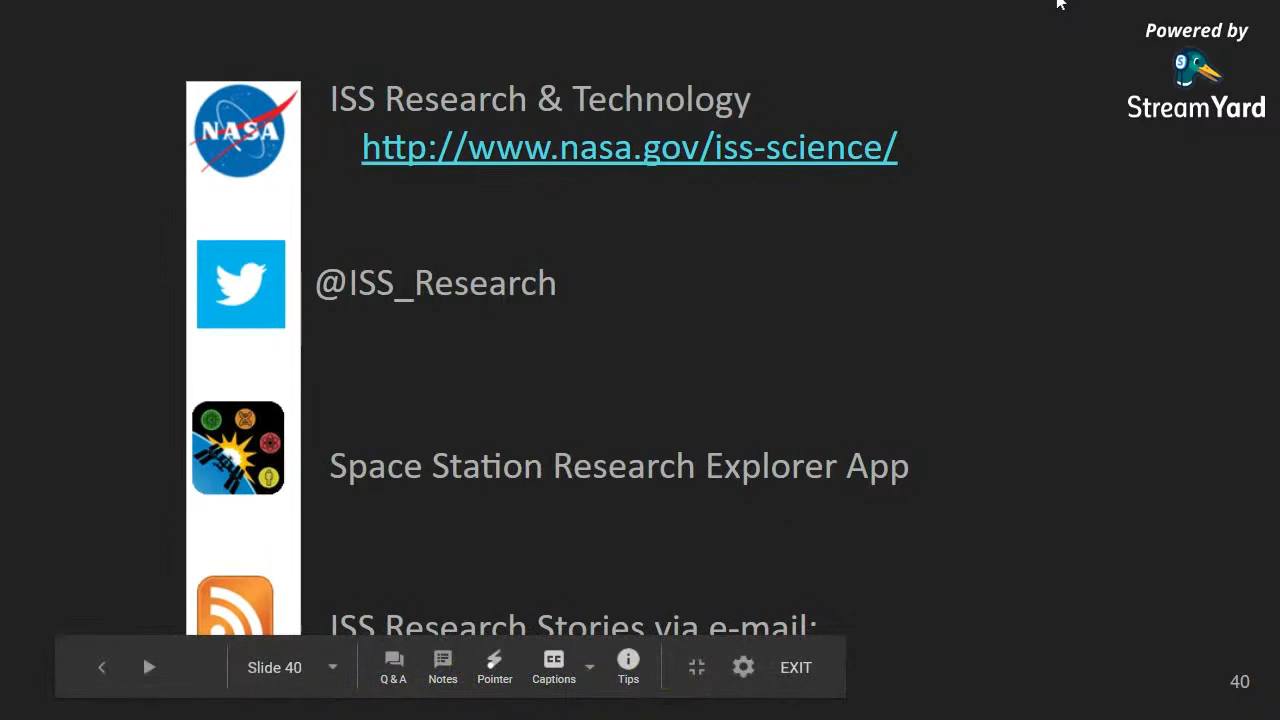 Powered by
StreamYard
NASA
ISS Research & Technology
http://www.nasa.gov/iss-science/
@ISS_Research
Space Station Research Explorer App
ISS Research Stories via e-mail:
Slide 40
Q & A
Notes
Pointer
CC
Captions
Tips
EXIT
40